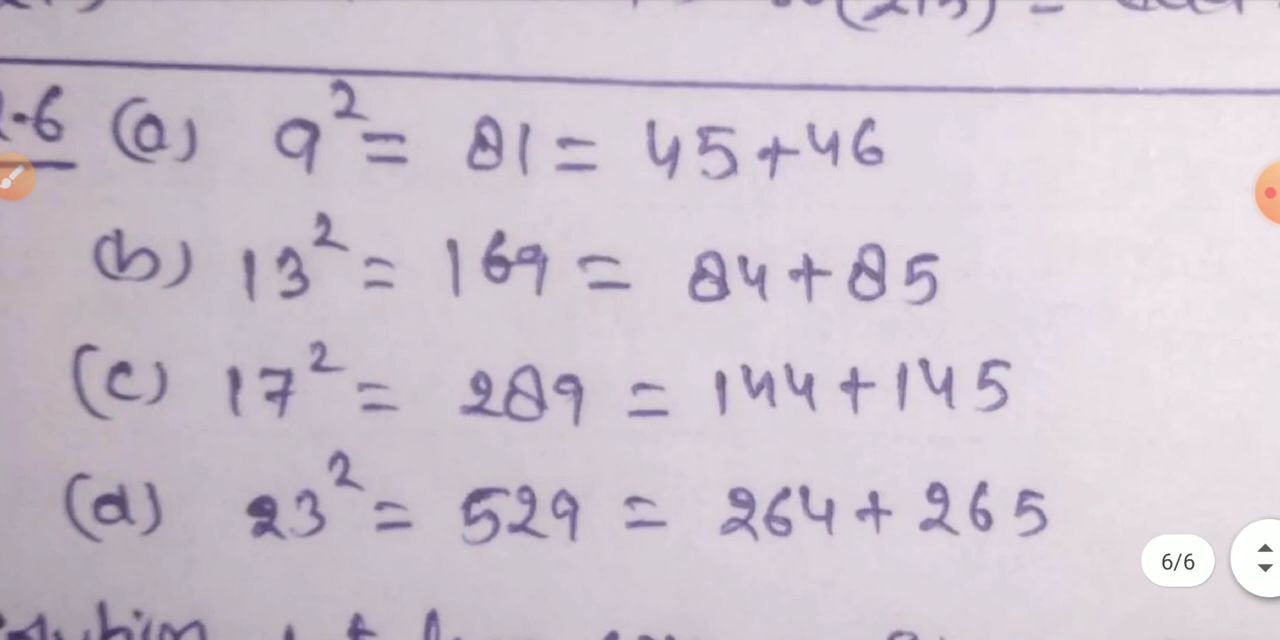 (a) 9² = 81 = 45+46
(b) 13² = 169 = 84+85
(c) 17² = 289 = 144+145
(d) 23² = 529 = 264+265
6/6